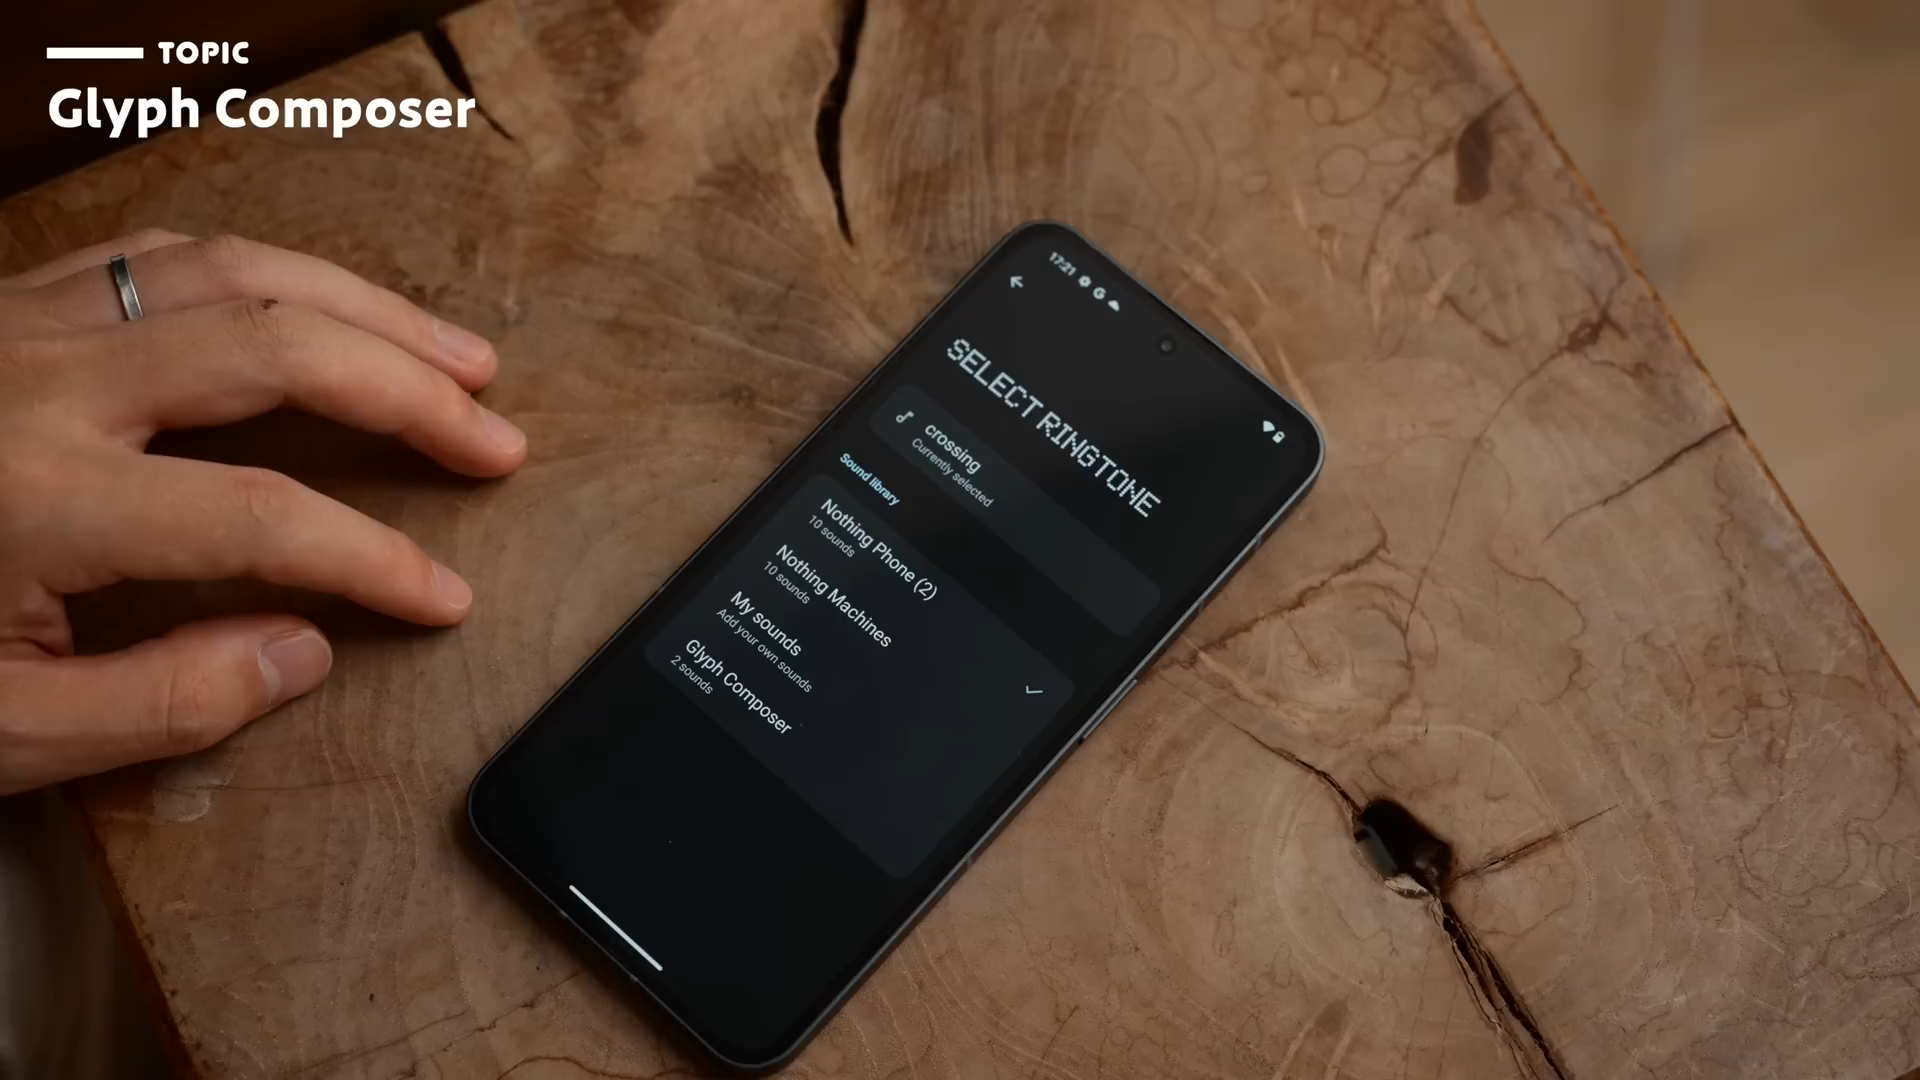 TOPIC
Glyph Composer
17:21
SELECT RINGTONE
crossing
Currently selected
Sound library
Nothing Phone (2)
10 sounds
Nothing Machines
10 sounds
My sounds
Add your own sounds
Glyph Composer
2 sounds